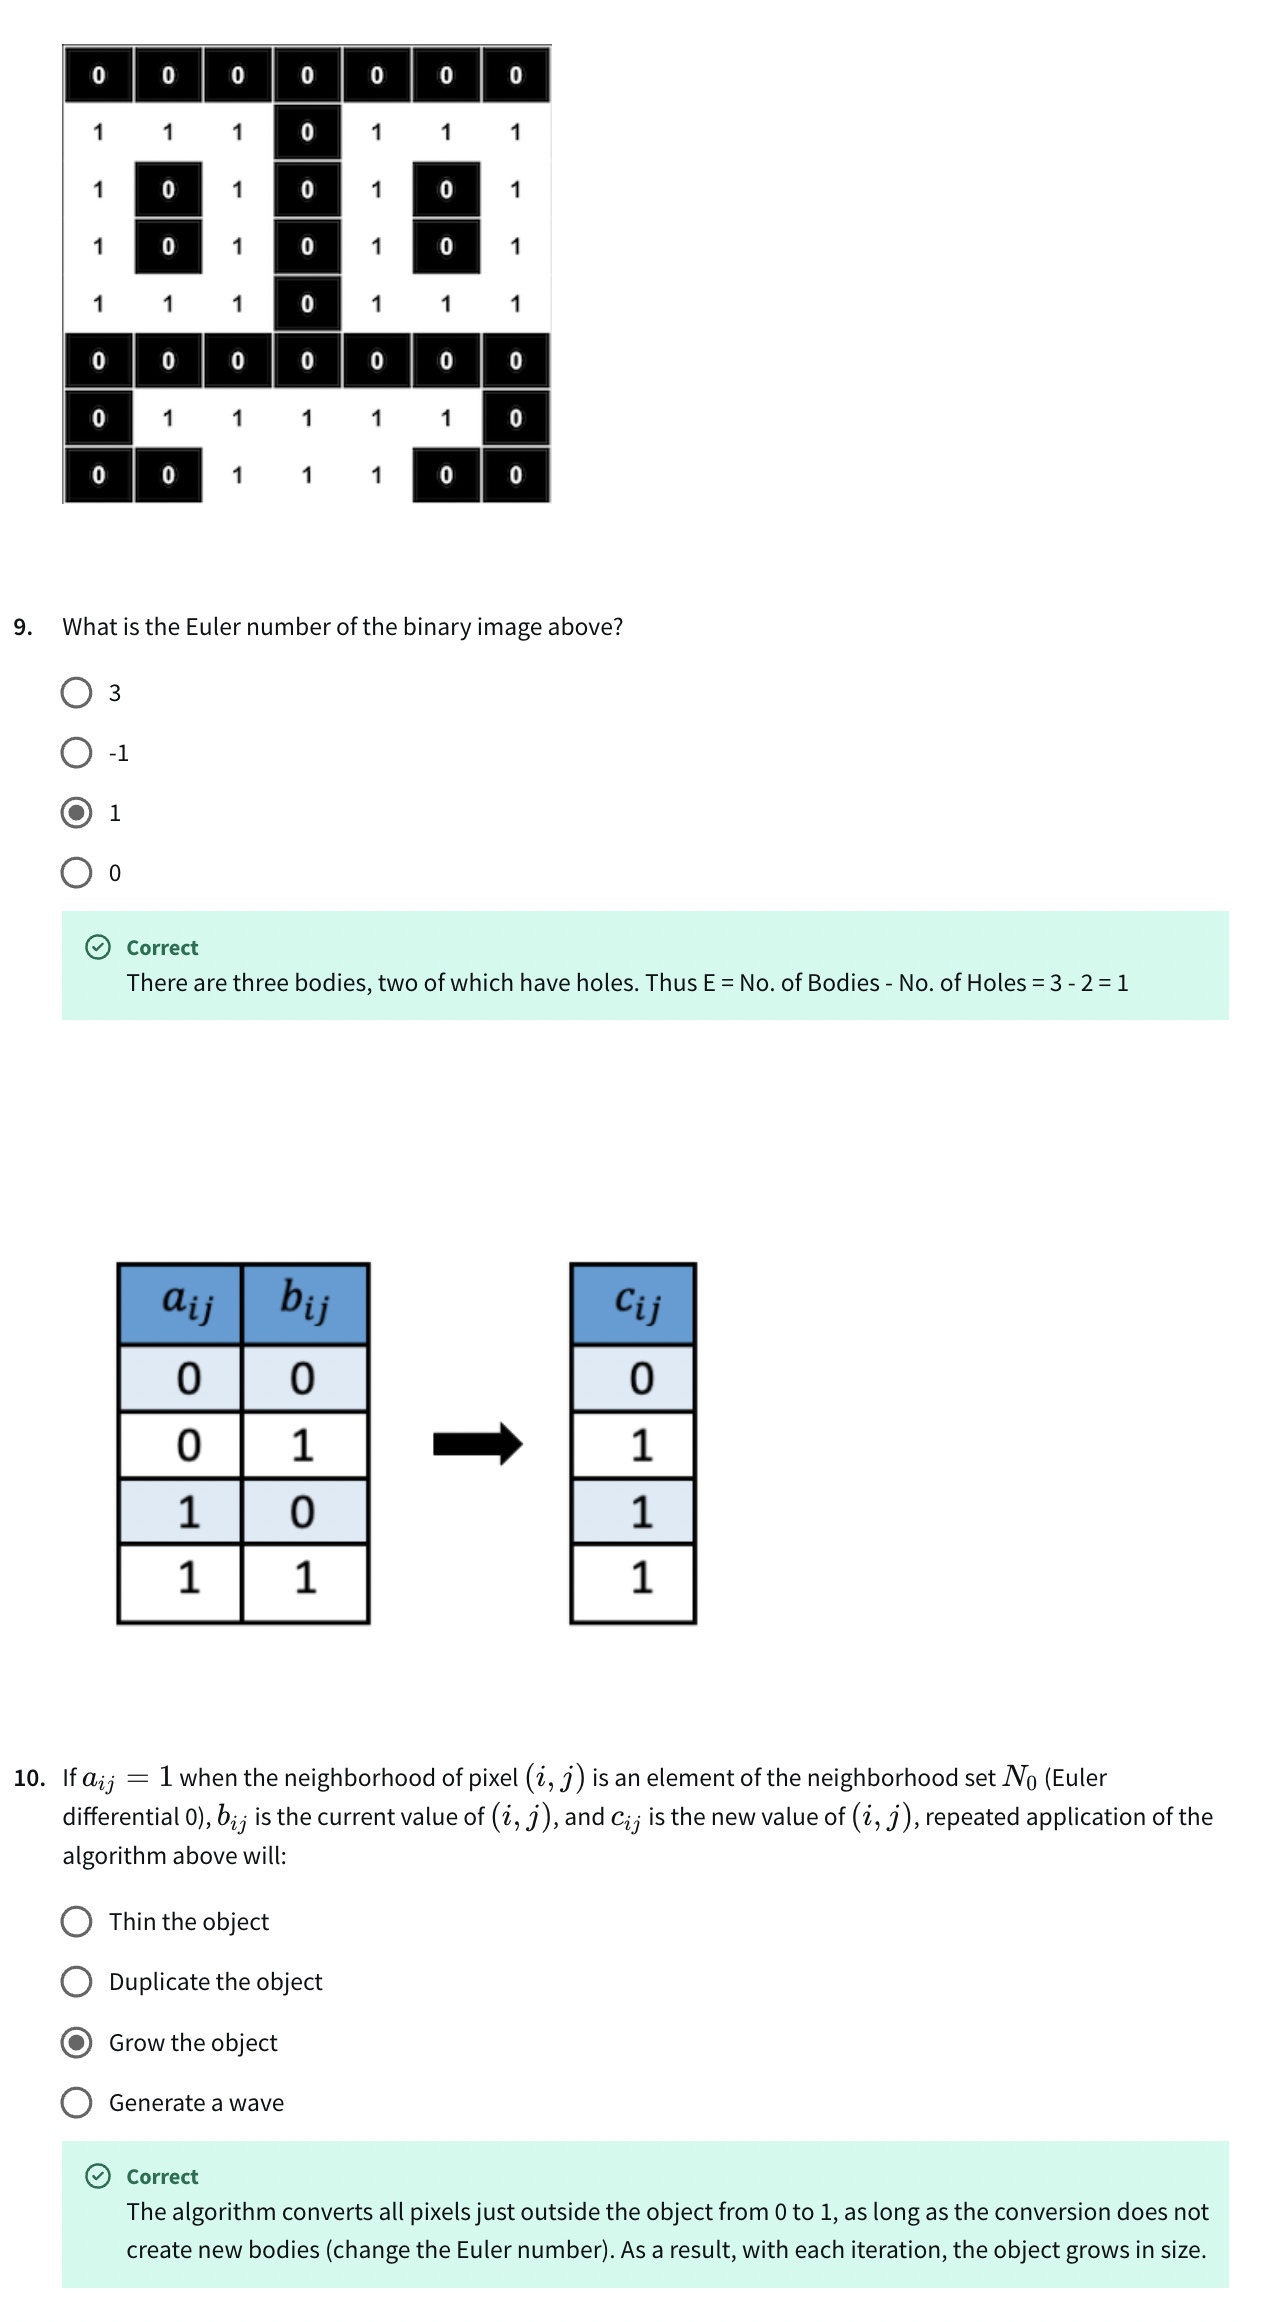 0 0 0 0 0 0 0
1 1 1 0 1 1 1
1 0 1 0 1 0 1
1 0 1 0 1 0 1
1 1 1 0 1 1 1
0 0 0 0 0 0 0
0 1 1 1 1 1 0
0 0 1 1 1 0 0
9. What is the Euler number of the binary image above?
3
-1
1
0
Correct
There are three bodies, two of which have holes. Thus E = No. of Bodies - No. of Holes = 3 - 2 = 1
a_{ij} b_{ij} c_{ij}
0 0 0
0 1 1
1 0 1
1 1 1
10. If a_{ij} = 1 when the neighborhood of pixel (i, j) is an element of the neighborhood set N_0 (Euler
differential 0), b_{ij} is the current value of (i, j), and c_{ij} is the new value of (i, j), repeated application of the
algorithm above will:
Thin the object
Duplicate the object
Grow the object
Generate a wave
Correct
The algorithm converts all pixels just outside the object from 0 to 1, as long as the conversion does not
create new bodies (change the Euler number). As a result, with each iteration, the object grows in size.